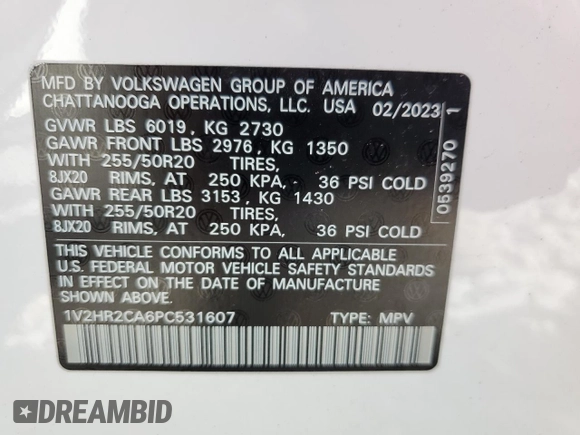 MFD BY VOLKSWAGEN GROUP OF AMERICA
CHATTANOOGA OPERATIONS, LLC. USA 02/2023
GVWR LBS 6019, KG 2730
GAWR FRONT LBS 2976, KG 1350
WITH 255/50R20 TIRES,
8JX20 RIMS, AT 250 KPA, 36 PSI COLD
GAWR REAR LBS 3153, KG 1430
WITH 255/50R20 TIRES,
8JX20 RIMS, AT 250 KPA, 36 PSI COLD
THIS VEHICLE CONFORMS TO ALL APPLICABLE
U.S. FEDERAL MOTOR VEHICLE SAFETY STANDARDS
IN EFFECT ON THE DATE OF MANUFACTURE
SHOWN ABOVE.
1V2HR2CA6PC531607 TYPE: MPV
0539270 1
DREAMBID